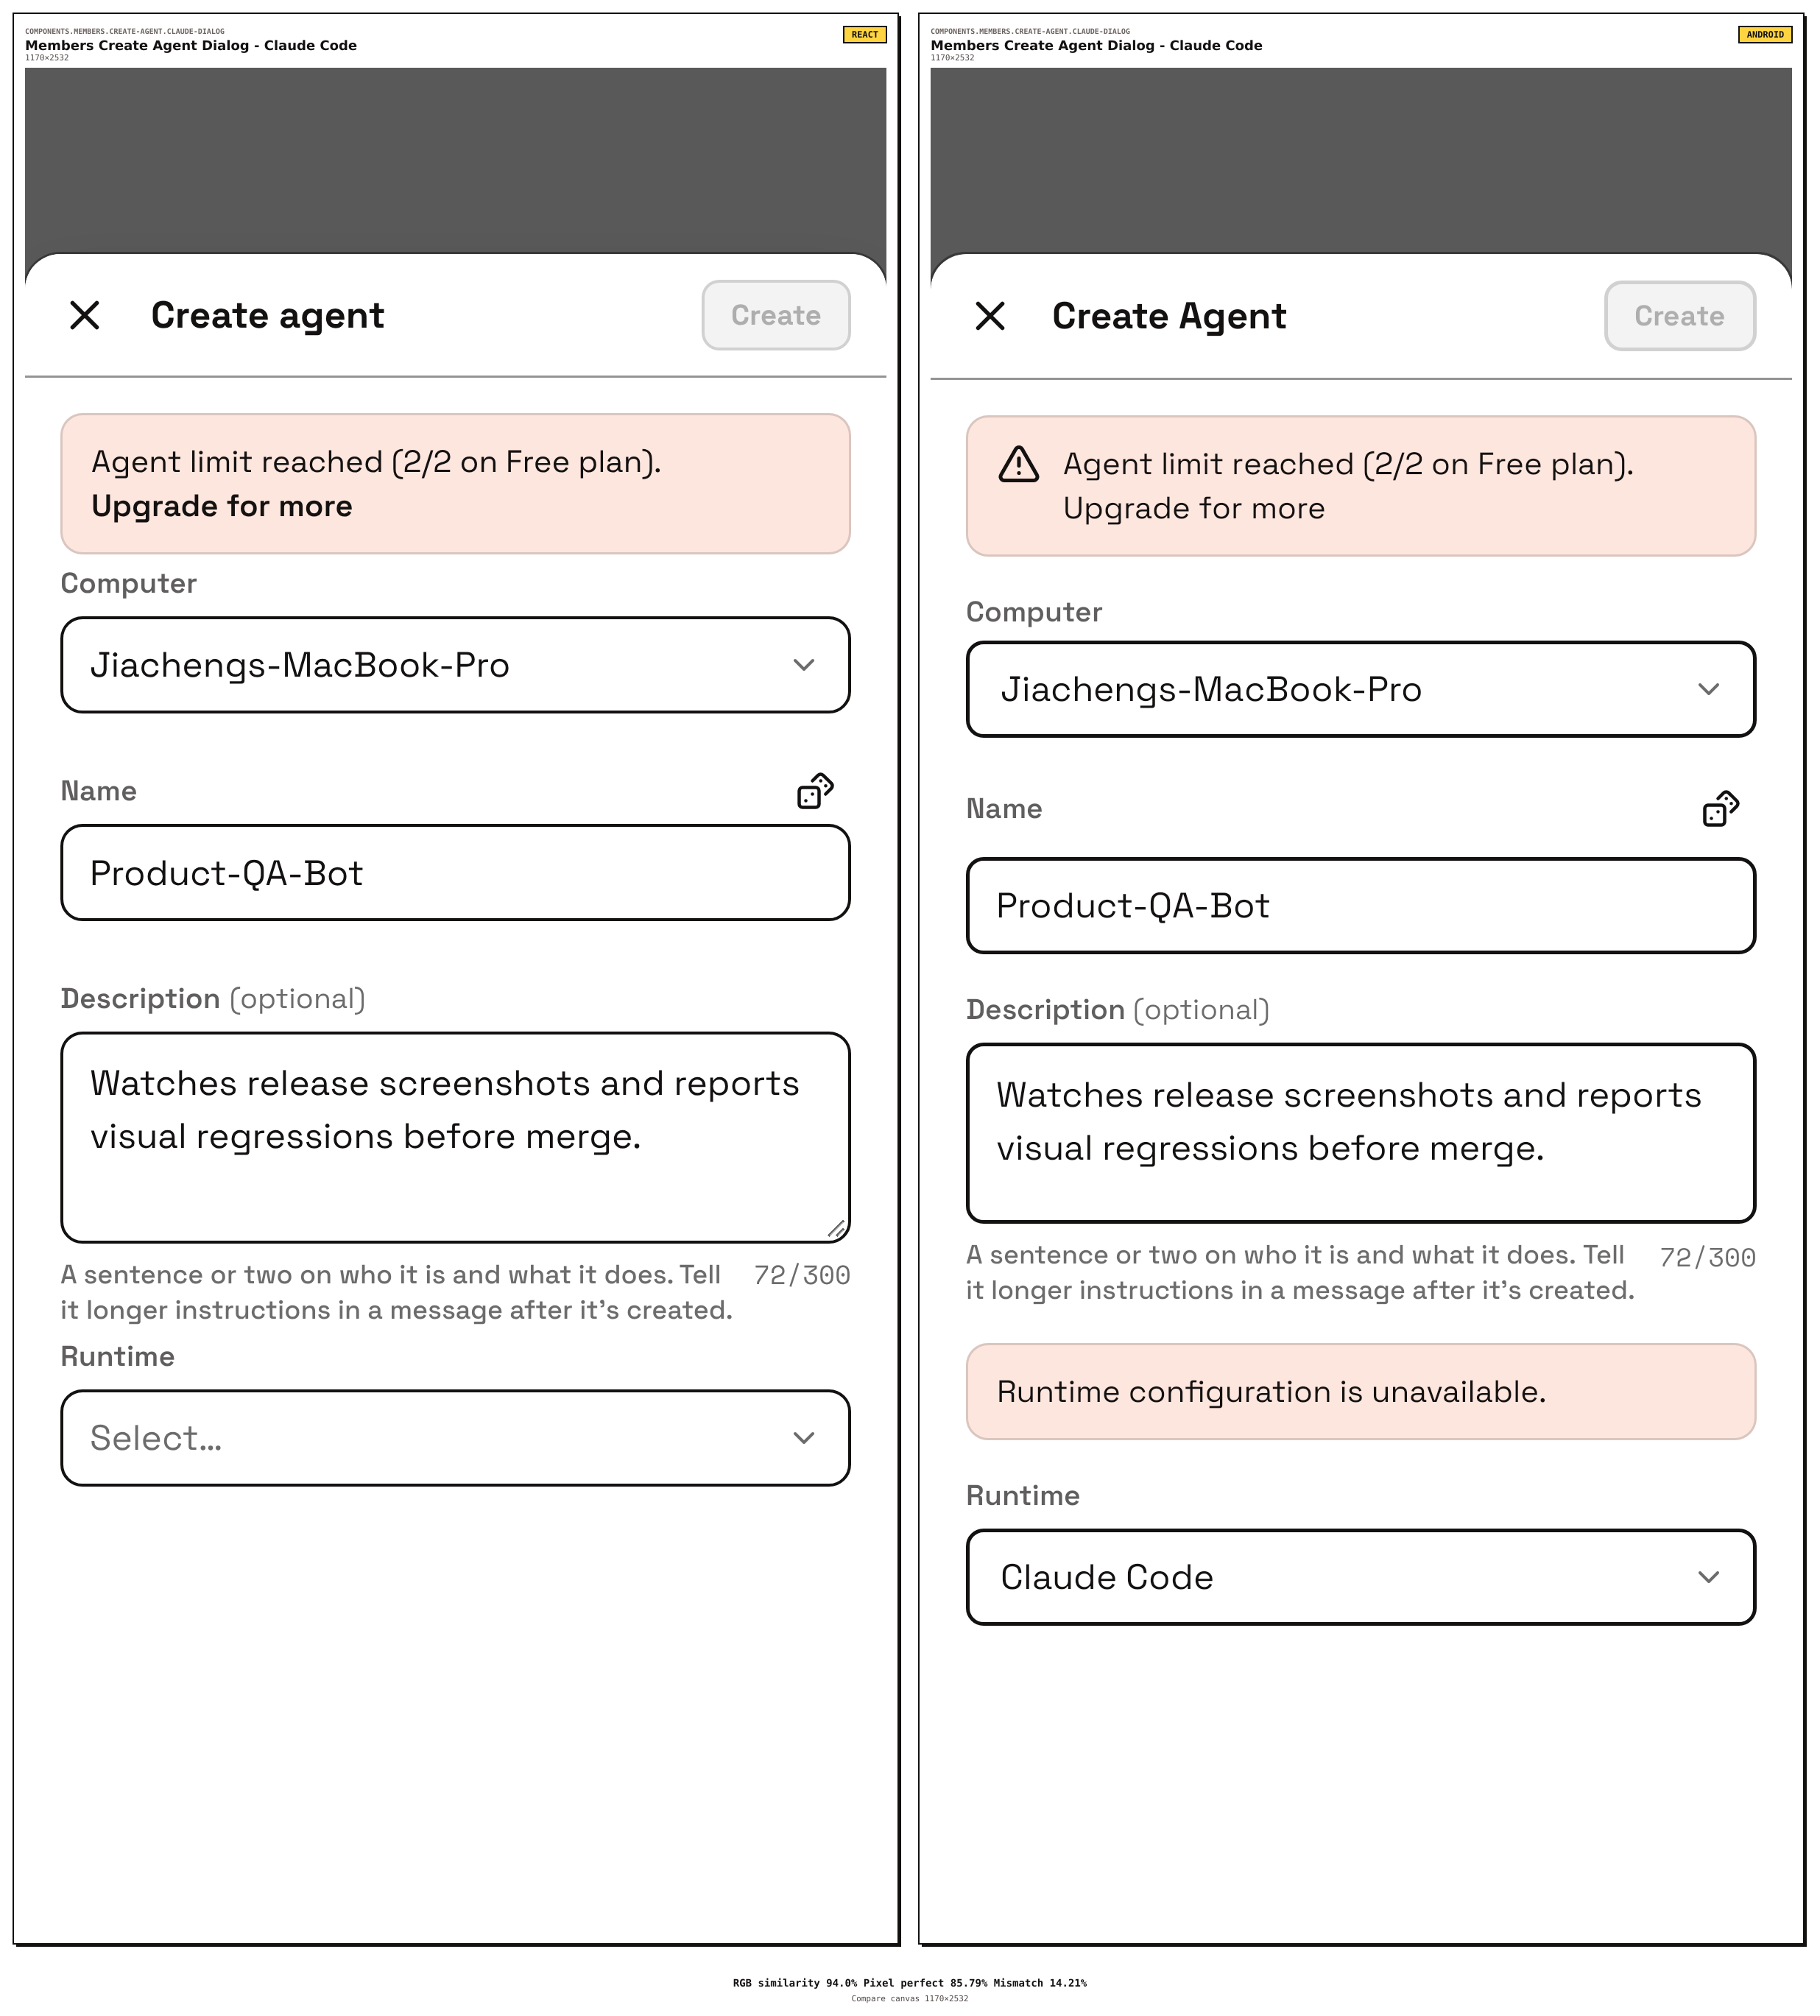 COMPONENTS.MEMBERS.CREATE-AGENT.CLAUDE-DIALOG
Members Create Agent Dialog - Claude Code
1170×2532
REACT
Create agent
Create
Agent limit reached (2/2 on Free plan).
Upgrade for more
Computer
Jiachengs-MacBook-Pro
Name
Product-QA-Bot
Description (optional)
Watches release screenshots and reports
visual regressions before merge.
A sentence or two on who it is and what it does. Tell
it longer instructions in a message after it’s created.
72/300
Runtime
Select…
COMPONENTS.MEMBERS.CREATE-AGENT.CLAUDE-DIALOG
Members Create Agent Dialog - Claude Code
1170×2532
ANDROID
Create Agent
Create
Agent limit reached (2/2 on Free plan).
Upgrade for more
Computer
Jiachengs-MacBook-Pro
Name
Product-QA-Bot
Description (optional)
Watches release screenshots and reports
visual regressions before merge.
A sentence or two on who it is and what it does. Tell
it longer instructions in a message after it’s created.
72/300
Runtime configuration is unavailable.
Runtime
Claude Code
RGB similarity 94.0% Pixel perfect 85.79% Mismatch 14.21%
Compare canvas 1170×2532